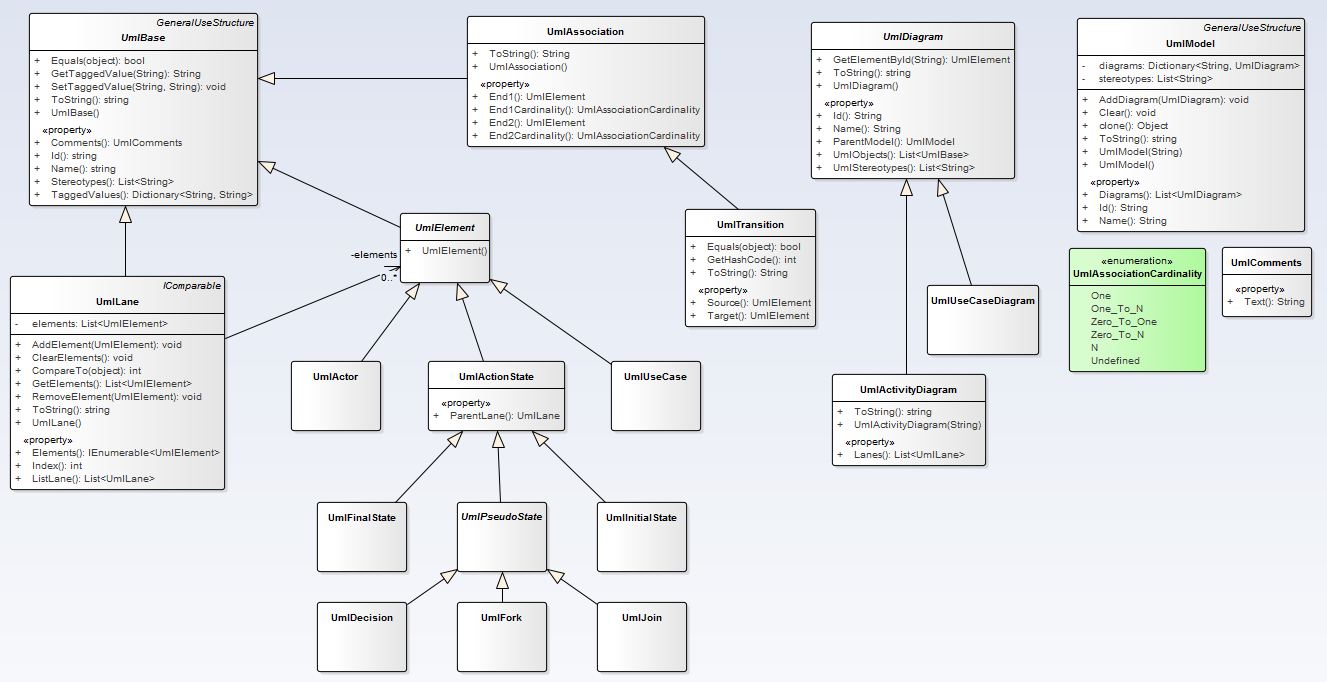 GeneralUseStructure
UmlBase
+ Equals(object): bool
+ GetTaggedValue(String): String
+ SetTaggedValue(String, String): void
+ ToString(): string
+ UmlBase()
«property»
+ Comments(): UmlComments
+ Id(): string
+ Name(): string
+ Stereotypes(): List<String>
+ TaggedValues(): Dictionary<String, String>
UmlAssociation
+ ToString(): String
+ UmlAssociation()
«property»
+ End1(): UmlElement
+ End1Cardinality(): UmlAssociationCardinality
+ End2(): UmlElement
+ End2Cardinality(): UmlAssociationCardinality
UmlDiagram
+ GetElementById(String): UmlElement
+ ToString(): string
+ UmlDiagram()
«property»
+ Id(): String
+ Name(): String
+ ParentModel(): UmlModel
+ UmlObjects(): List<UmlBase>
+ UmlStereotypes(): List<String>
GeneralUseStructure
UmlModel
- diagrams: Dictionary<String, UmlDiagram>
- stereotypes: List<String>
+ AddDiagram(UmlDiagram): void
+ Clear(): void
+ clone(): Object
+ ToString(): string
+ UmlModel(String)
+ UmlModel()
«property»
+ Diagrams(): List<UmlDiagram>
+ Id(): String
+ Name(): String
UmlElement
+ UmlElement()
-elements
0..*
UmlTransition
+ Equals(object): bool
+ GetHashCode(): int
+ ToString(): String
«property»
+ Source(): UmlElement
+ Target(): UmlElement
«enumeration»
UmlAssociationCardinality
One
One_To_N
Zero_To_One
Zero_To_N
N
Undefined
UmlComments
«property»
+ Text(): String
IComparable
UmlLane
- elements: List<UmlElement>
+ AddElement(UmlElement): void
+ ClearElements(): void
+ CompareTo(object): int
+ GetElements(): List<UmlElement>
+ RemoveElement(UmlElement): void
+ ToString(): string
+ UmlLane()
«property»
+ Elements(): IEnumerable<UmlElement>
+ Index(): int
+ ListLane(): List<UmlLane>
UmlUseCaseDiagram
UmlActor
UmlActionState
«property»
+ ParentLane(): UmlLane
UmlUseCase
UmlActivityDiagram
+ ToString(): string
+ UmlActivityDiagram(String)
«property»
+ Lanes(): List<UmlLane>
UmlFinalState
UmlPseudoState
UmlInitialState
UmlDecision
UmlFork
UmlJoin